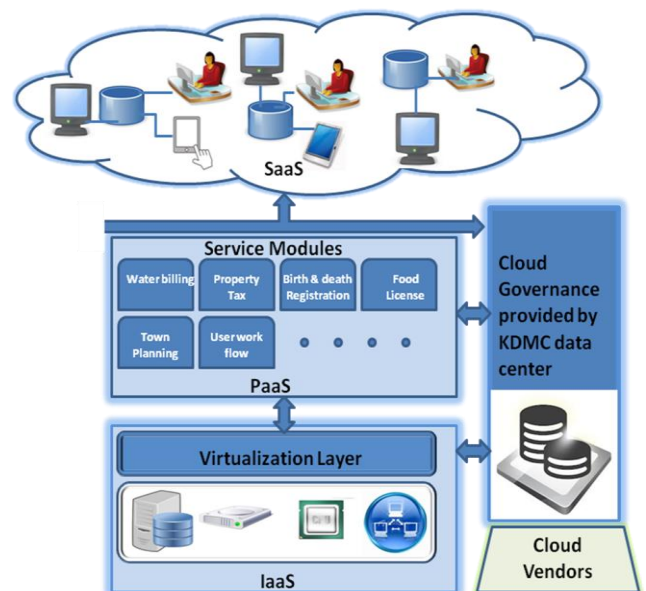 SaaS
Service Modules
Water billing
Property
Tax
Birth & death
Registration
Food
License
Town
Planning
User work
flow
PaaS
Cloud
Governance
provided by
KDMC data
center
Virtualization Layer
IaaS
Cloud
Vendors